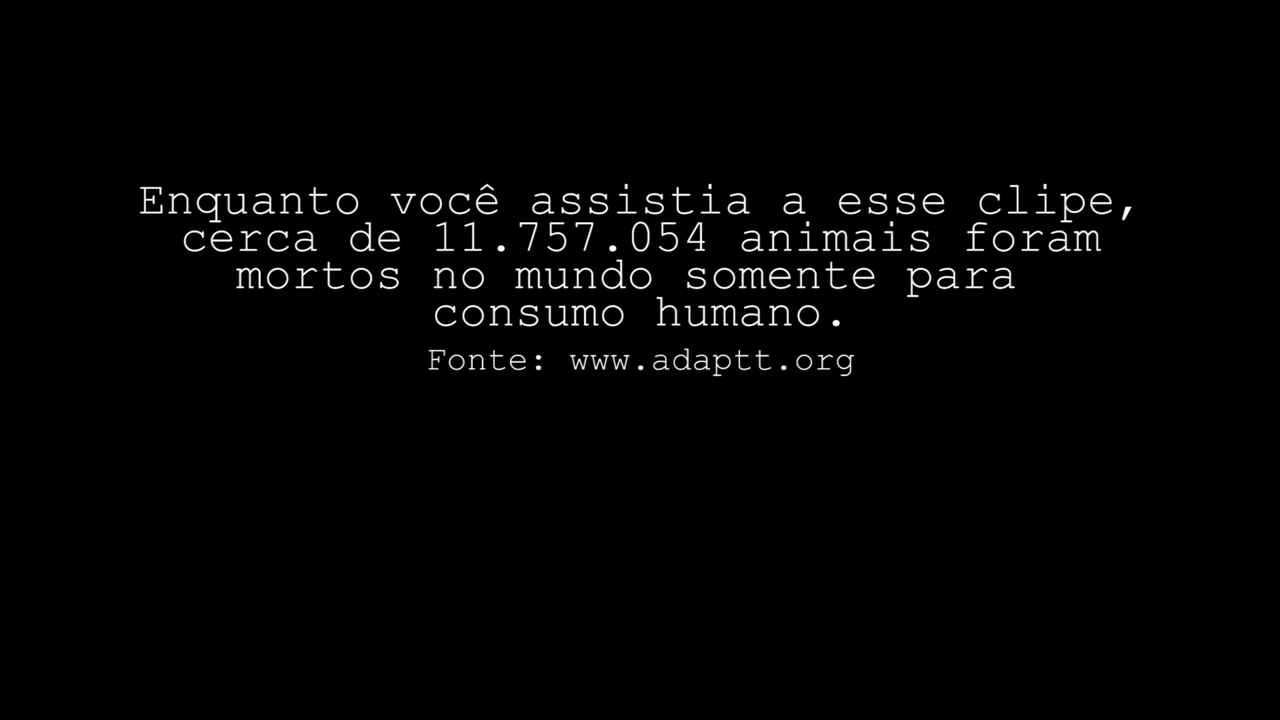 Enquanto você assistia a esse clipe,
cerca de 11.757.054 animais foram
mortos no mundo somente para
consumo humano.
Fonte: www.adaptt.org